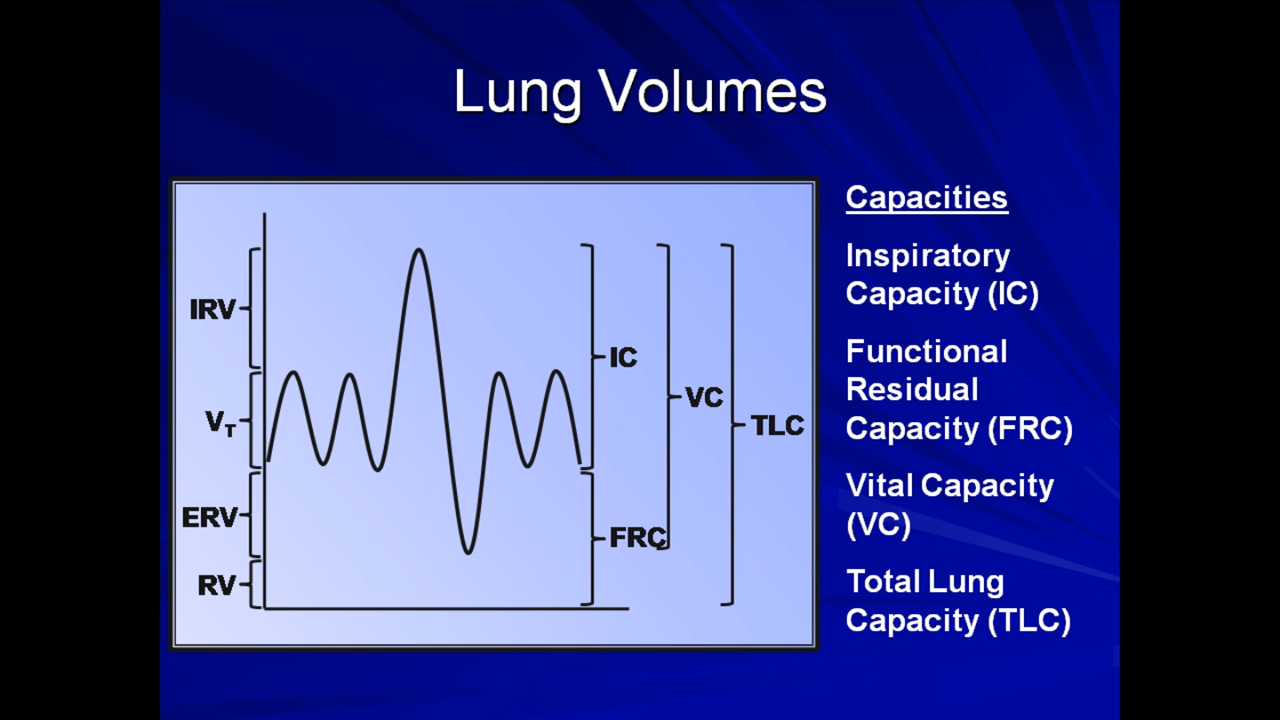 Lung Volumes
IRV
VT
ERV
RV
IC
FRC
VC
TLC
Capacities
Inspiratory
Capacity (IC)
Functional
Residual
Capacity (FRC)
Vital Capacity
(VC)
Total Lung
Capacity (TLC)